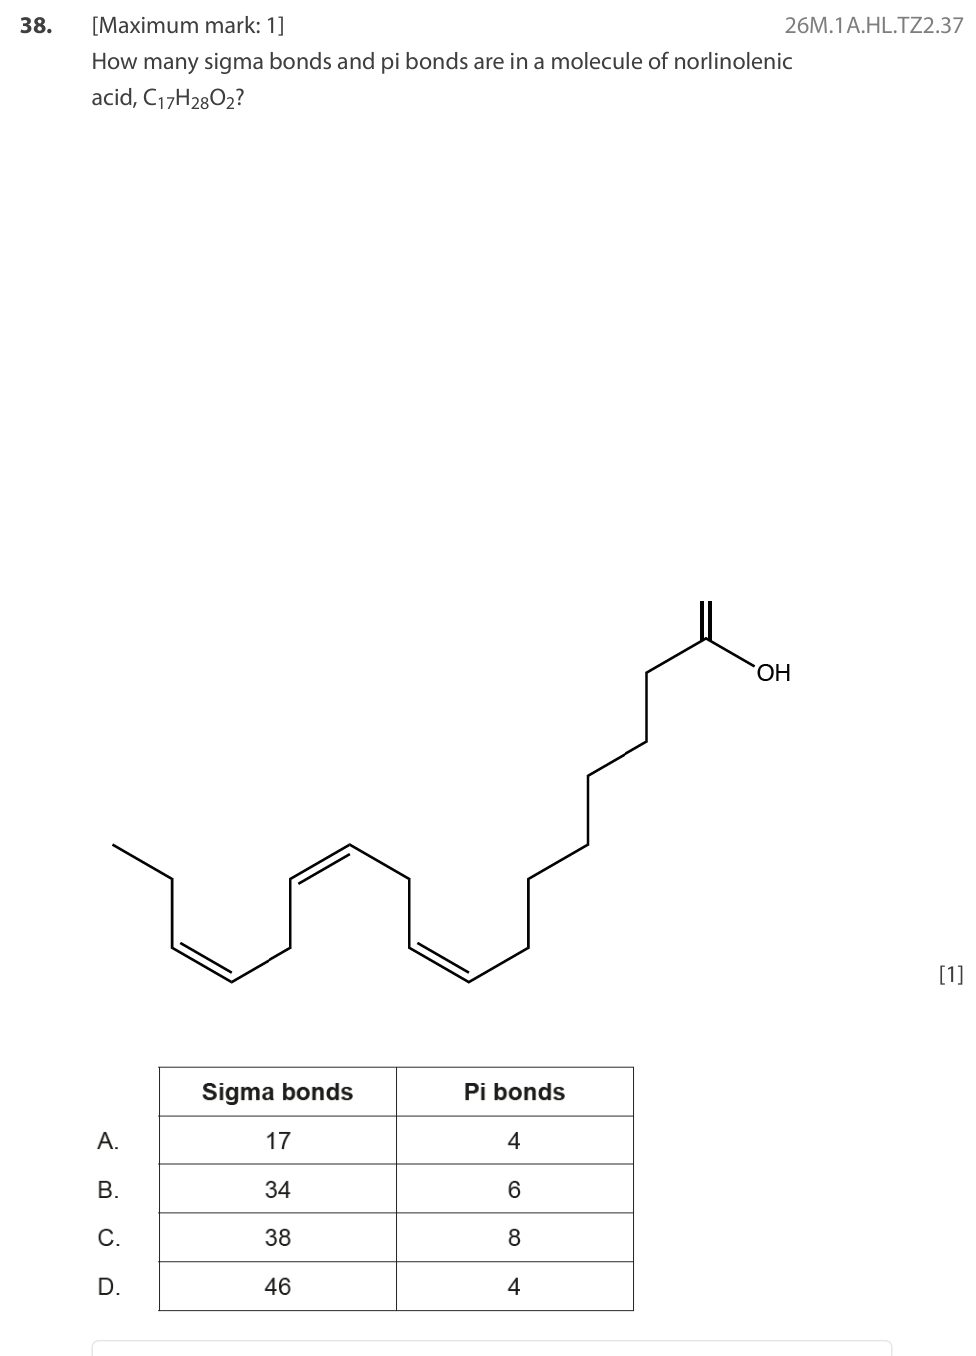 38. [Maximum mark: 1] 26M.1A.HL.TZ2.37
How many sigma bonds and pi bonds are in a molecule of norlinolenic
acid, C₁₇H₂₈O₂?
OH
[1]
Sigma bonds Pi bonds
A. 17 4
B. 34 6
C. 38 8
D. 46 4